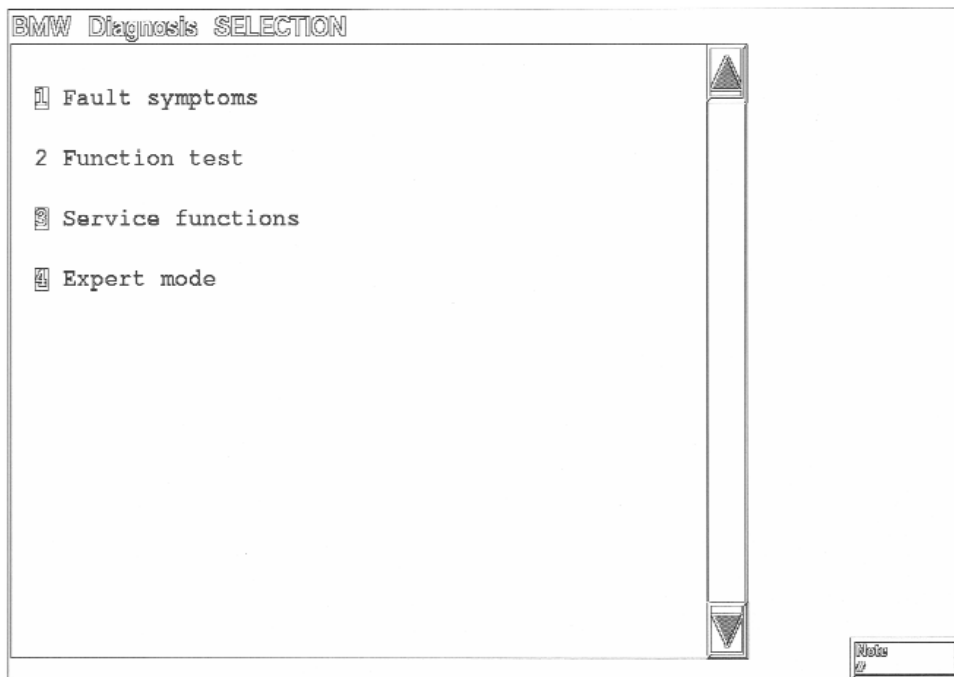 BMW Diagnosis SELECTION
1 Fault symptoms
2 Function test
3 Service functions
4 Expert mode
Note
//